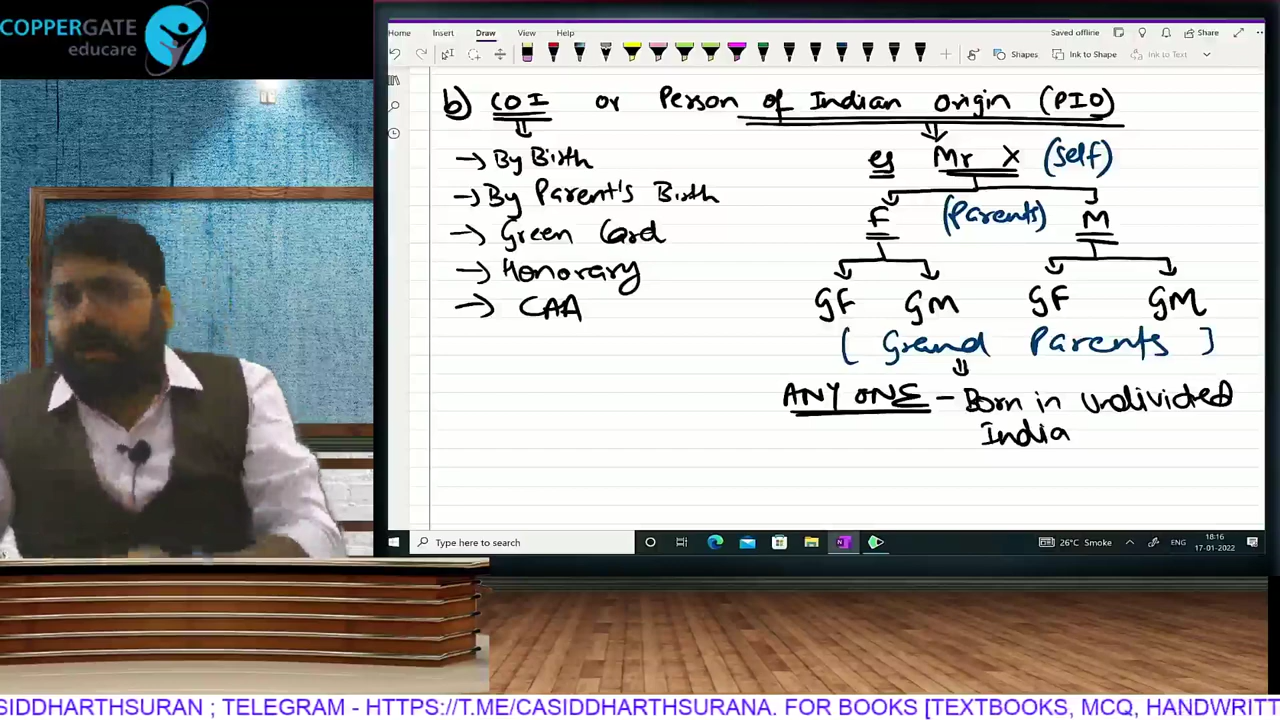 COPPERGATE
educare
Home Insert Draw View Help
Saved offline
Share
Shapes
Ink to Shape
Ink to Text
b) COI or Person of Indian Origin (PIO)
→ By Birth
→ By Parent's Birth
→ Green Card
→ Honorary
→ CAA
eg Mr X (Self)
F (Parents) M
GF GM GF GM
( Grand Parents )
ANY ONE - Born in Undivided
India
Type here to search
26°C Smoke
ENG
18:16
17-01-2022
ASIDDHARTHSURAN ; TELEGRAM - HTTPS://T.ME/CASIDDHARTHSURANA. FOR BOOKS [TEXTBOOKS, MCQ, HANDWRITT